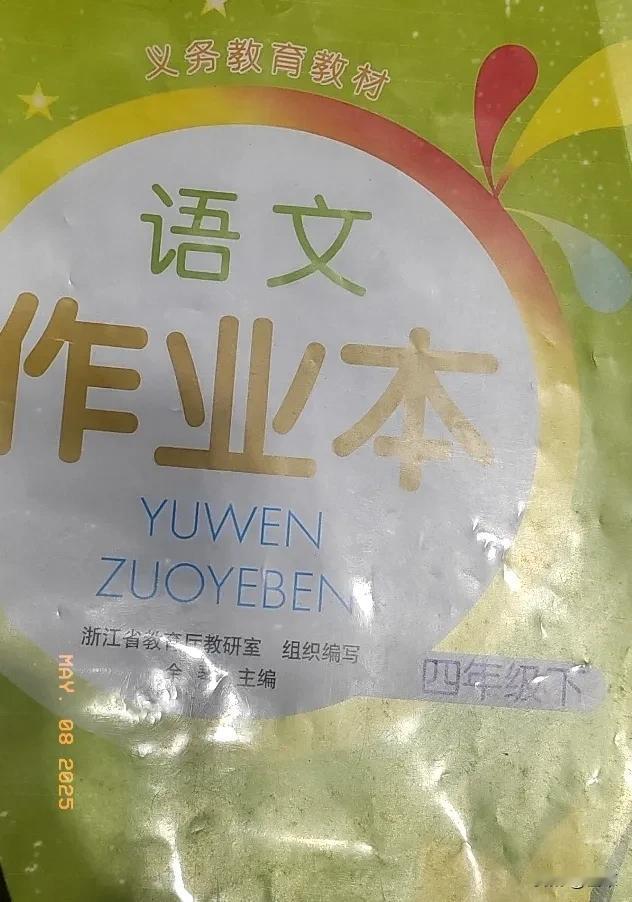 义务教育教材
语文
作业本
YUWEN
ZUOYEBEN
浙江省教育厅教研室 组织编写
主编
四年级下
MAY. 08 2025